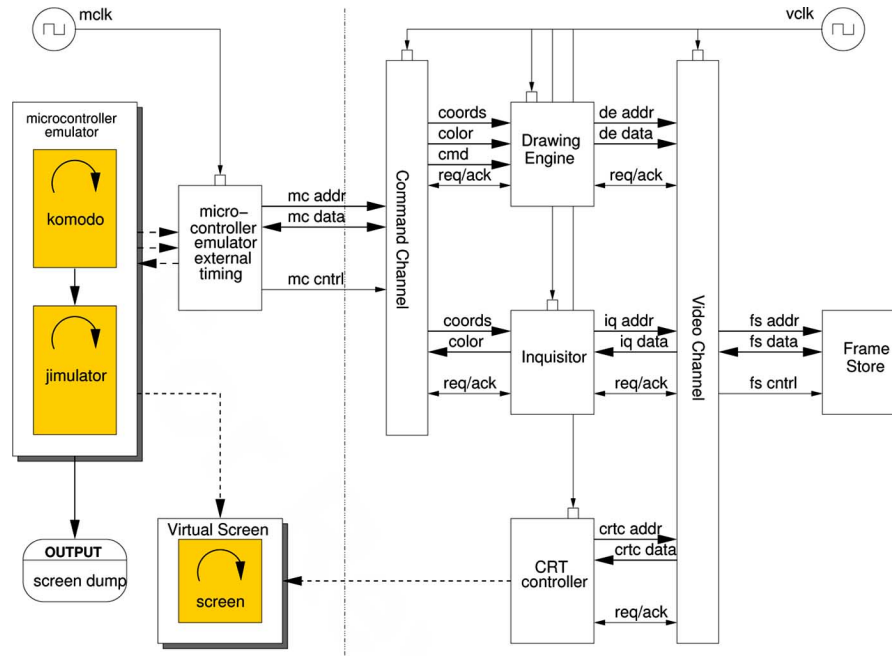 mclk
vclk
microcontroller
emulator
komodo
jimulator
OUTPUT
screen dump
micro–
controller
emulator
external
timing
mc addr
mc data
mc cntrl
Virtual Screen
screen
Command Channel
coords
color
cmd
req/ack
Drawing
Engine
de addr
de data
req/ack
coords
color
req/ack
Inquisitor
iq addr
iq data
req/ack
CRT
controller
crtc addr
crtc data
req/ack
Video Channel
fs addr
fs data
fs cntrl
Frame
Store